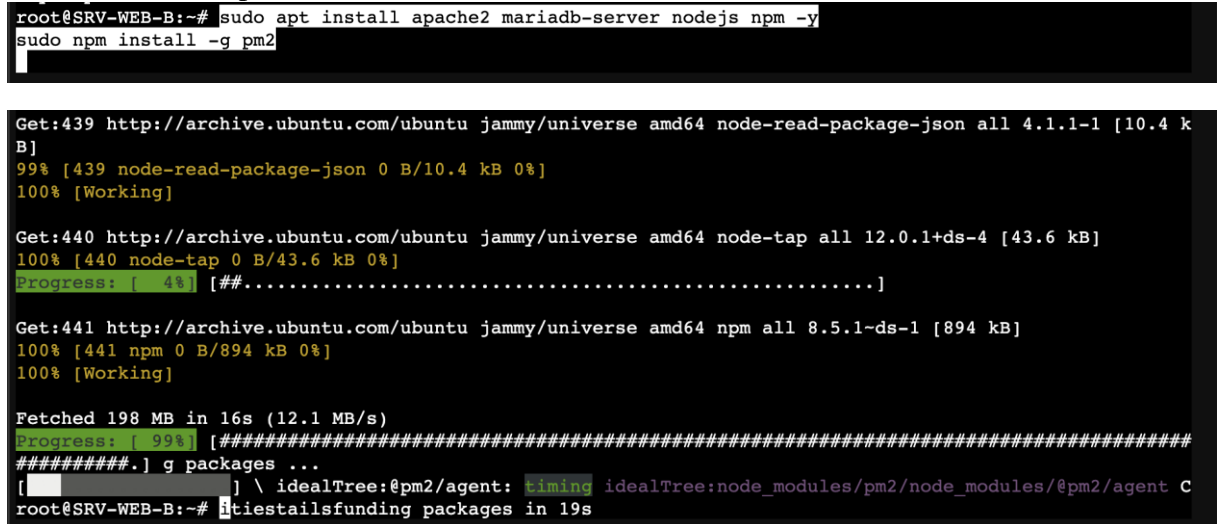 root@SRV-WEB-B:~# sudo apt install apache2 mariadb-server nodejs npm -y
sudo npm install -g pm2
Get:439 http://archive.ubuntu.com/ubuntu jammy/universe amd64 node-read-package-json all 4.1.1-1 [10.4 k
B]
99% [439 node-read-package-json 0 B/10.4 kB 0%]
100% [Working]
Get:440 http://archive.ubuntu.com/ubuntu jammy/universe amd64 node-tap all 12.0.1+ds-4 [43.6 kB]
100% [440 node-tap 0 B/43.6 kB 0%]
Progress: [  4%] [##........................................................]
Get:441 http://archive.ubuntu.com/ubuntu jammy/universe amd64 npm all 8.5.1~ds-1 [894 kB]
100% [441 npm 0 B/894 kB 0%]
100% [Working]
Fetched 198 MB in 16s (12.1 MB/s)
Progress: [ 99%] [######################################################################################
##########.] g packages ...
[                  ] \ idealTree:@pm2/agent: timing idealTree:node_modules/pm2/node_modules/@pm2/agent C
root@SRV-WEB-B:~# itiestailsfunding packages in 19s